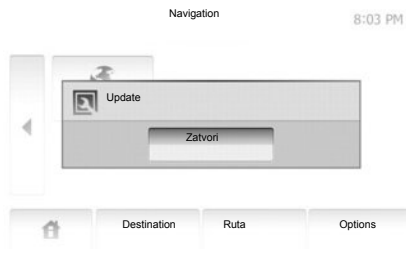 Navigation
8:03 PM
Update
Zatvori
Destination
Ruta
Options